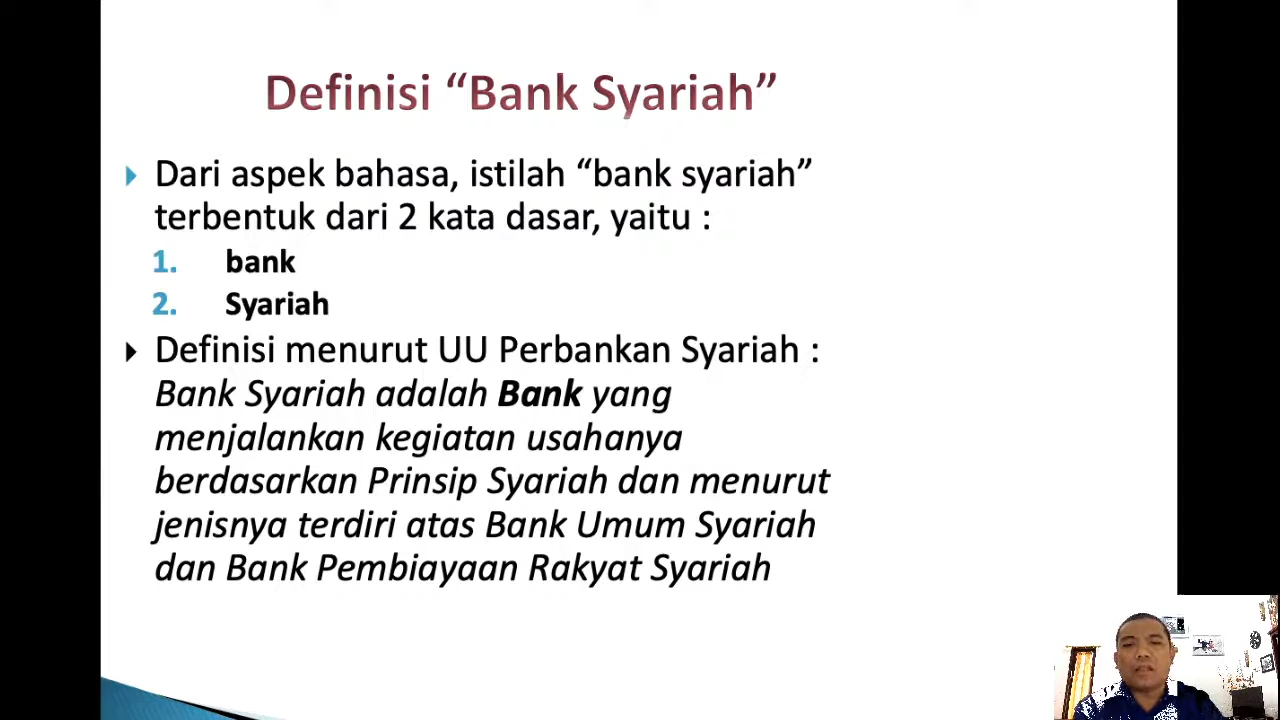 Definisi “Bank Syariah”
Dari aspek bahasa, istilah “bank syariah”
terbentuk dari 2 kata dasar, yaitu :
1. bank
2. Syariah
Definisi menurut UU Perbankan Syariah :
Bank Syariah adalah Bank yang
menjalankan kegiatan usahanya
berdasarkan Prinsip Syariah dan menurut
jenisnya terdiri atas Bank Umum Syariah
dan Bank Pembiayaan Rakyat Syariah